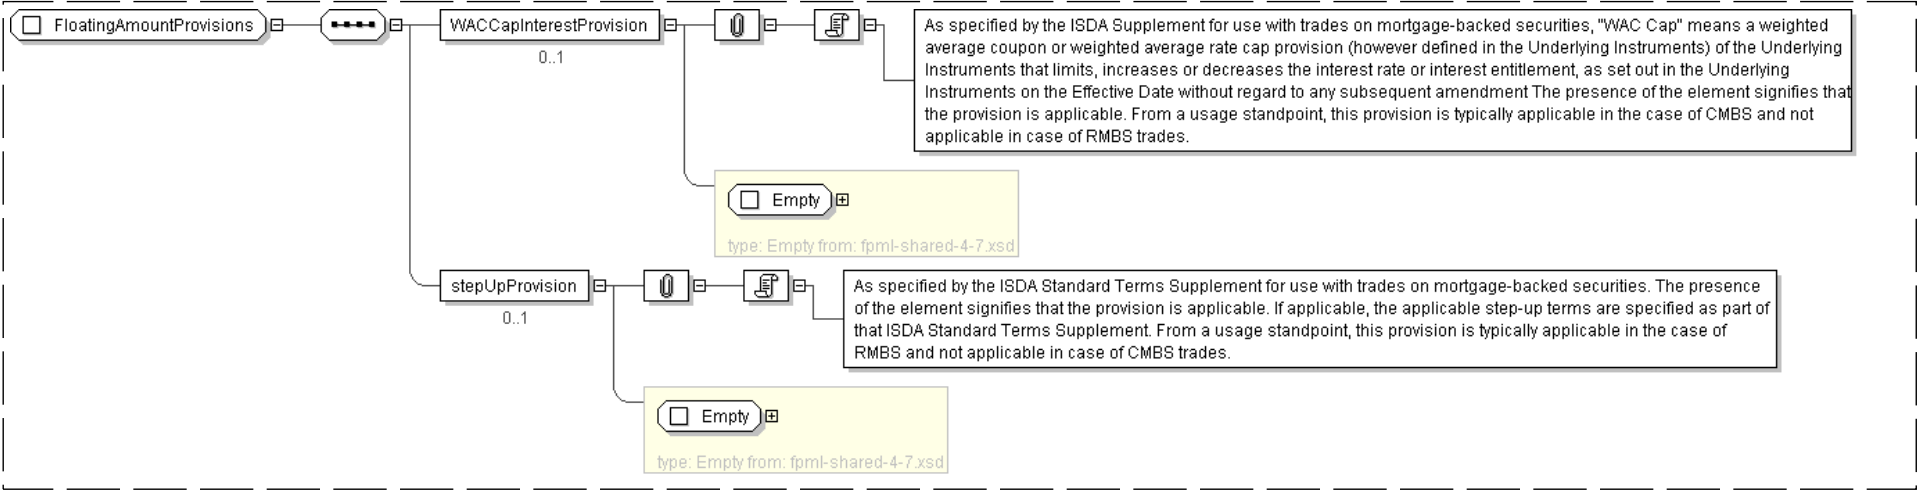 FloatingAmountProvisions
WACCapInterestProvision
0..1
As specified by the ISDA Supplement for use with trades on mortgage-backed securities, "WAC Cap" means a weighted
average coupon or weighted average rate cap provision (however defined in the Underlying Instruments) of the Underlying
Instruments that limits, increases or decreases the interest rate or interest entitlement, as set out in the Underlying
Instruments on the Effective Date without regard to any subsequent amendment The presence of the element signifies that
the provision is applicable. From a usage standpoint, this provision is typically applicable in the case of CMBS and not
applicable in case of RMBS trades.
Empty
type: Empty from: fpml-shared-4-7.xsd
stepUpProvision
0..1
As specified by the ISDA Standard Terms Supplement for use with trades on mortgage-backed securities. The presence
of the element signifies that the provision is applicable. If applicable, the applicable step-up terms are specified as part of
that ISDA Standard Terms Supplement. From a usage standpoint, this provision is typically applicable in the case of
RMBS and not applicable in case of CMBS trades.
Empty
type: Empty from: fpml-shared-4-7.xsd